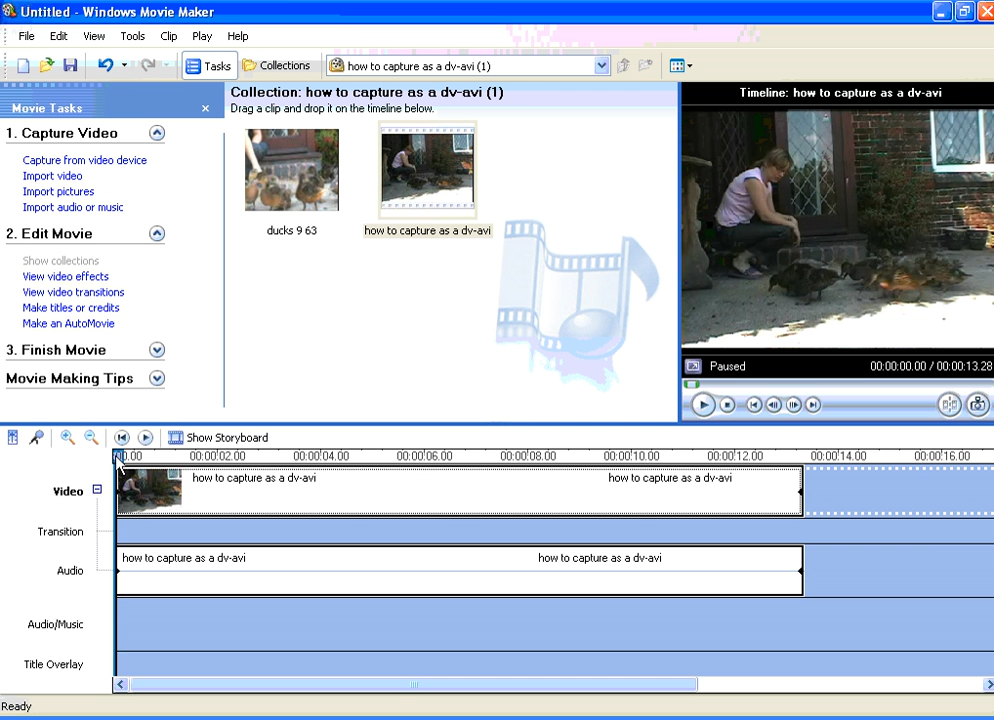 Untitled - Windows Movie Maker
File Edit View Tools Clip Play Help
Tasks Collections how to capture as a dv-avi (1)
Movie Tasks
1. Capture Video
Capture from video device
Import video
Import pictures
Import audio or music
2. Edit Movie
Show collections
View video effects
View video transitions
Make titles or credits
Make an AutoMovie
3. Finish Movie
Movie Making Tips
Collection: how to capture as a dv-avi (1)
Drag a clip and drop it on the timeline below.
ducks 9 63
how to capture as a dv-avi
Timeline: how to capture as a dv-avi
Paused 00:00:00.00 / 00:00:13.28
Show Storyboard
00:00:02.00 00:00:04.00 00:00:06.00 00:00:08.00 00:00:10.00 00:00:12.00 00:00:14.00 00:00:16.00
Video how to capture as a dv-avi how to capture as a dv-avi
Transition
Audio how to capture as a dv-avi how to capture as a dv-avi
Audio/Music
Title Overlay
Ready